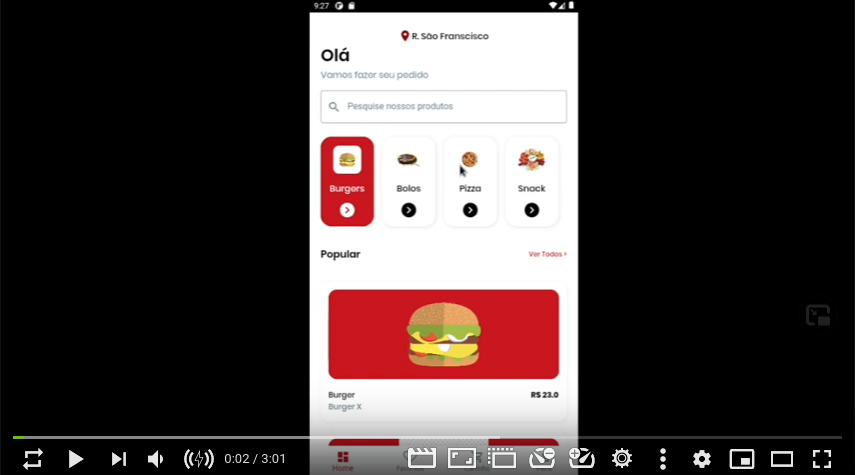 9:27
R. São Franscisco
Olá
Vamos fazer seu pedido
Pesquise nossos produtos
Burgers
Bolos
Pizza
Snack
Popular
Ver Todos >
Burger
R$ 23.0
Burger X
Home
0:02 / 3:01